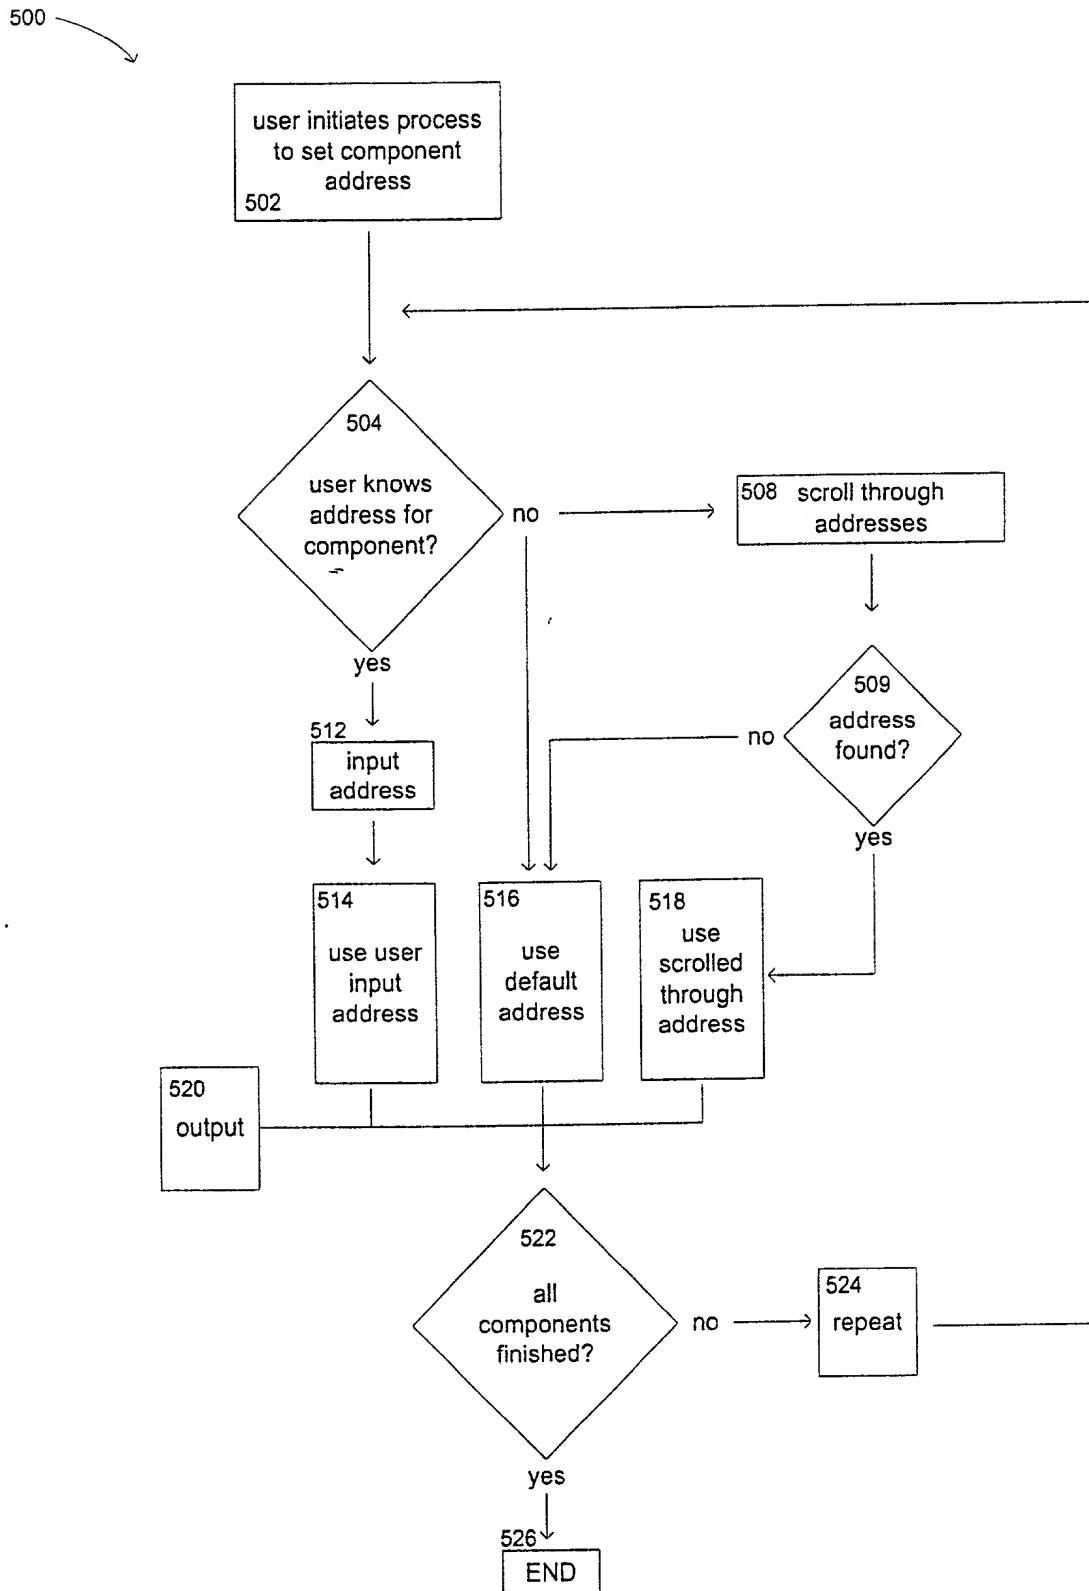 500
user initiates process
to set component
address
502
504
user knows
address for
component?
no
yes
508 scroll through
addresses
509
address
found?
no
yes
512
input
address
514
use user
input
address
516
use
default
address
518
use
scrolled
through
address
520
output
522
all
components
finished?
no
524
repeat
yes
526
END